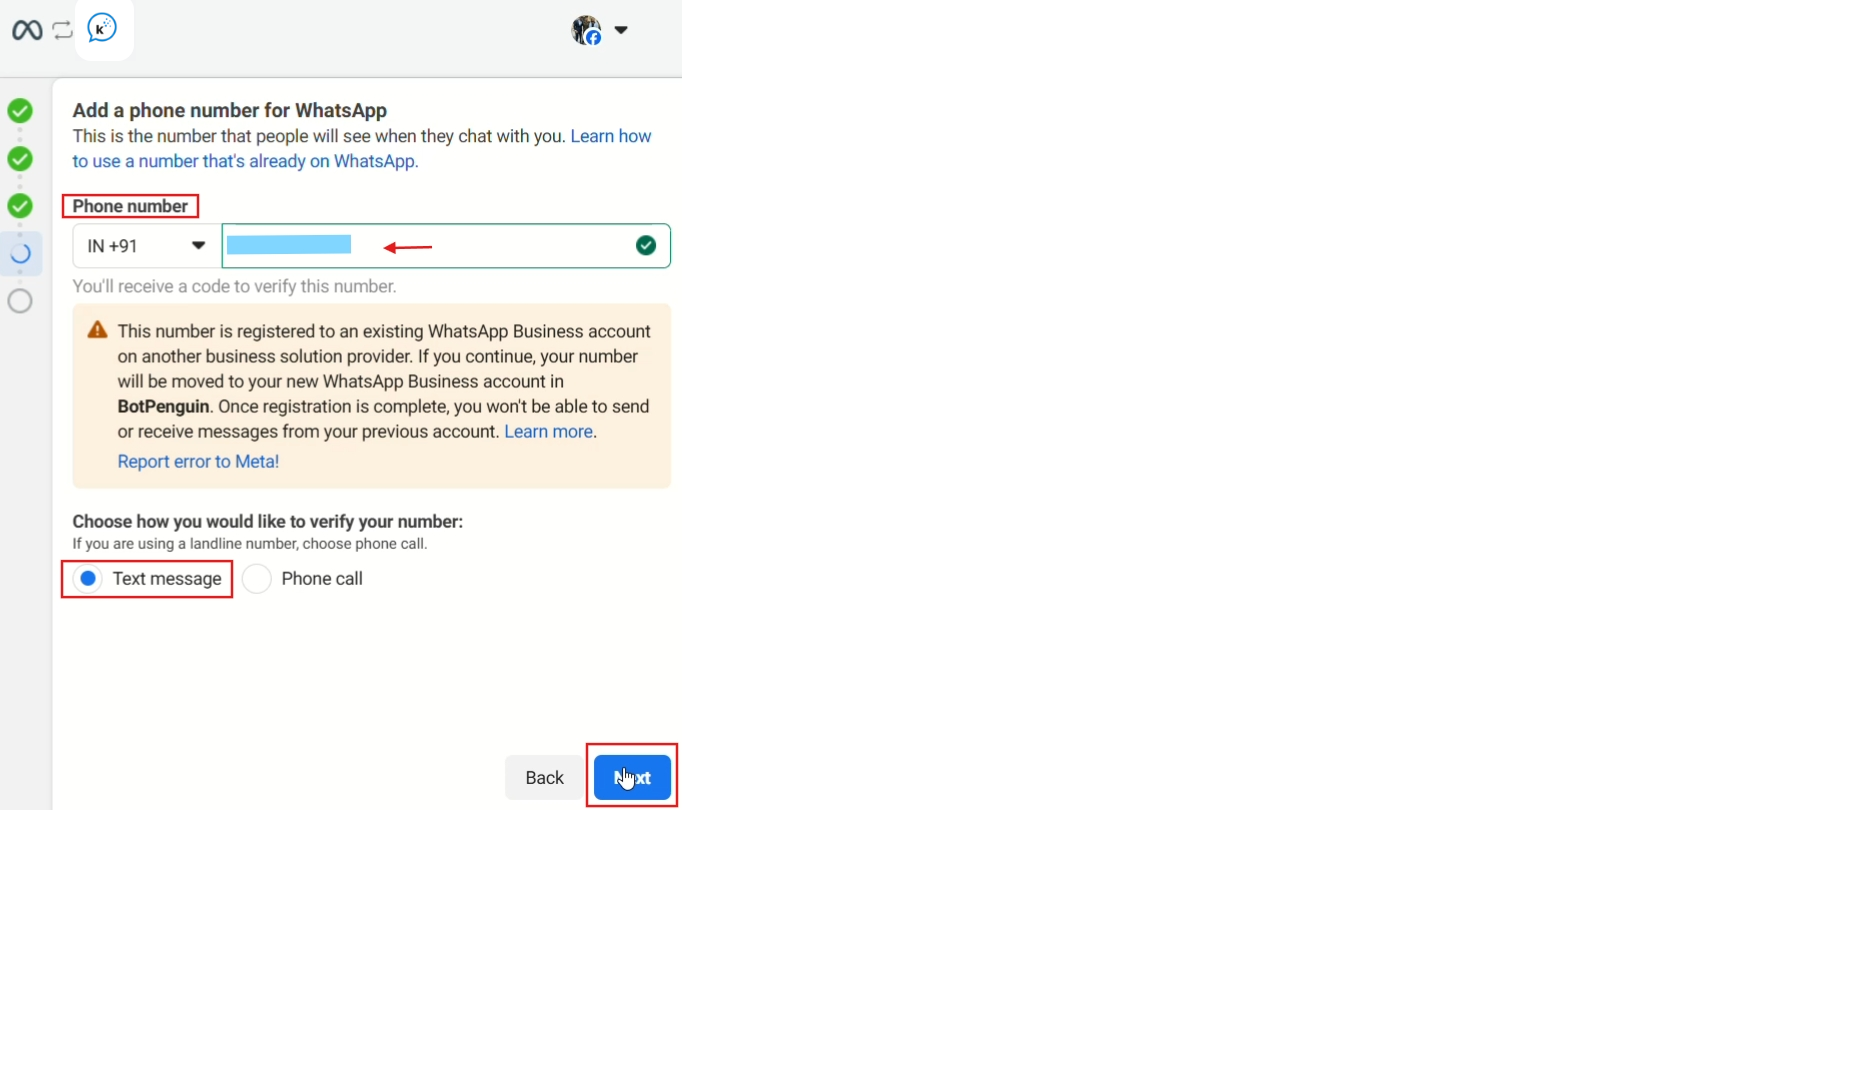 K
Add a phone number for WhatsApp
This is the number that people will see when they chat with you. Learn how
to use a number that's already on WhatsApp.
Phone number
IN +91
You'll receive a code to verify this number.
This number is registered to an existing WhatsApp Business account
on another business solution provider. If you continue, your number
will be moved to your new WhatsApp Business account in
BotPenguin. Once registration is complete, you won't be able to send
or receive messages from your previous account. Learn more.
Report error to Meta!
Choose how you would like to verify your number:
If you are using a landline number, choose phone call.
Text message Phone call
Back Next